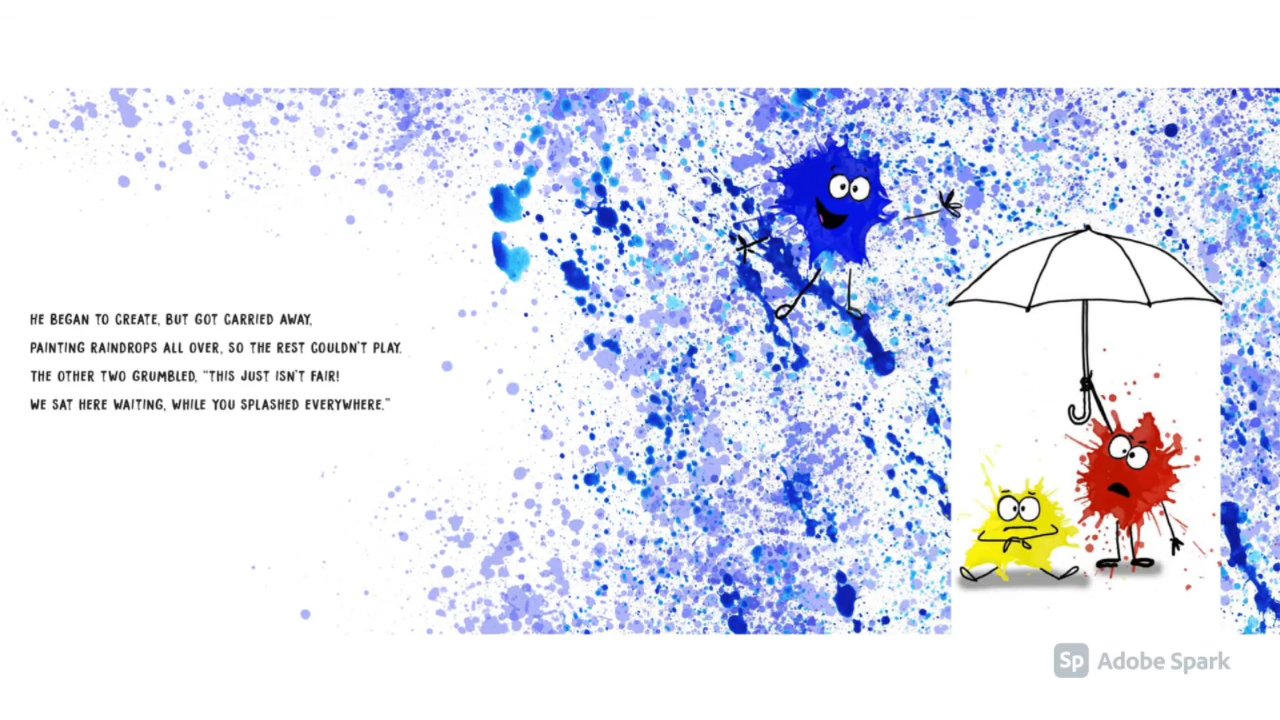 HE BEGAN TO CREATE, BUT GOT CARRIED AWAY,
PAINTING RAINDROPS ALL OVER, SO THE REST COULDN'T PLAY.
THE OTHER TWO GRUMBLED, "THIS JUST ISN'T FAIR!
WE SAT HERE WAITING, WHILE YOU SPLASHED EVERYWHERE."
Sp Adobe Spark